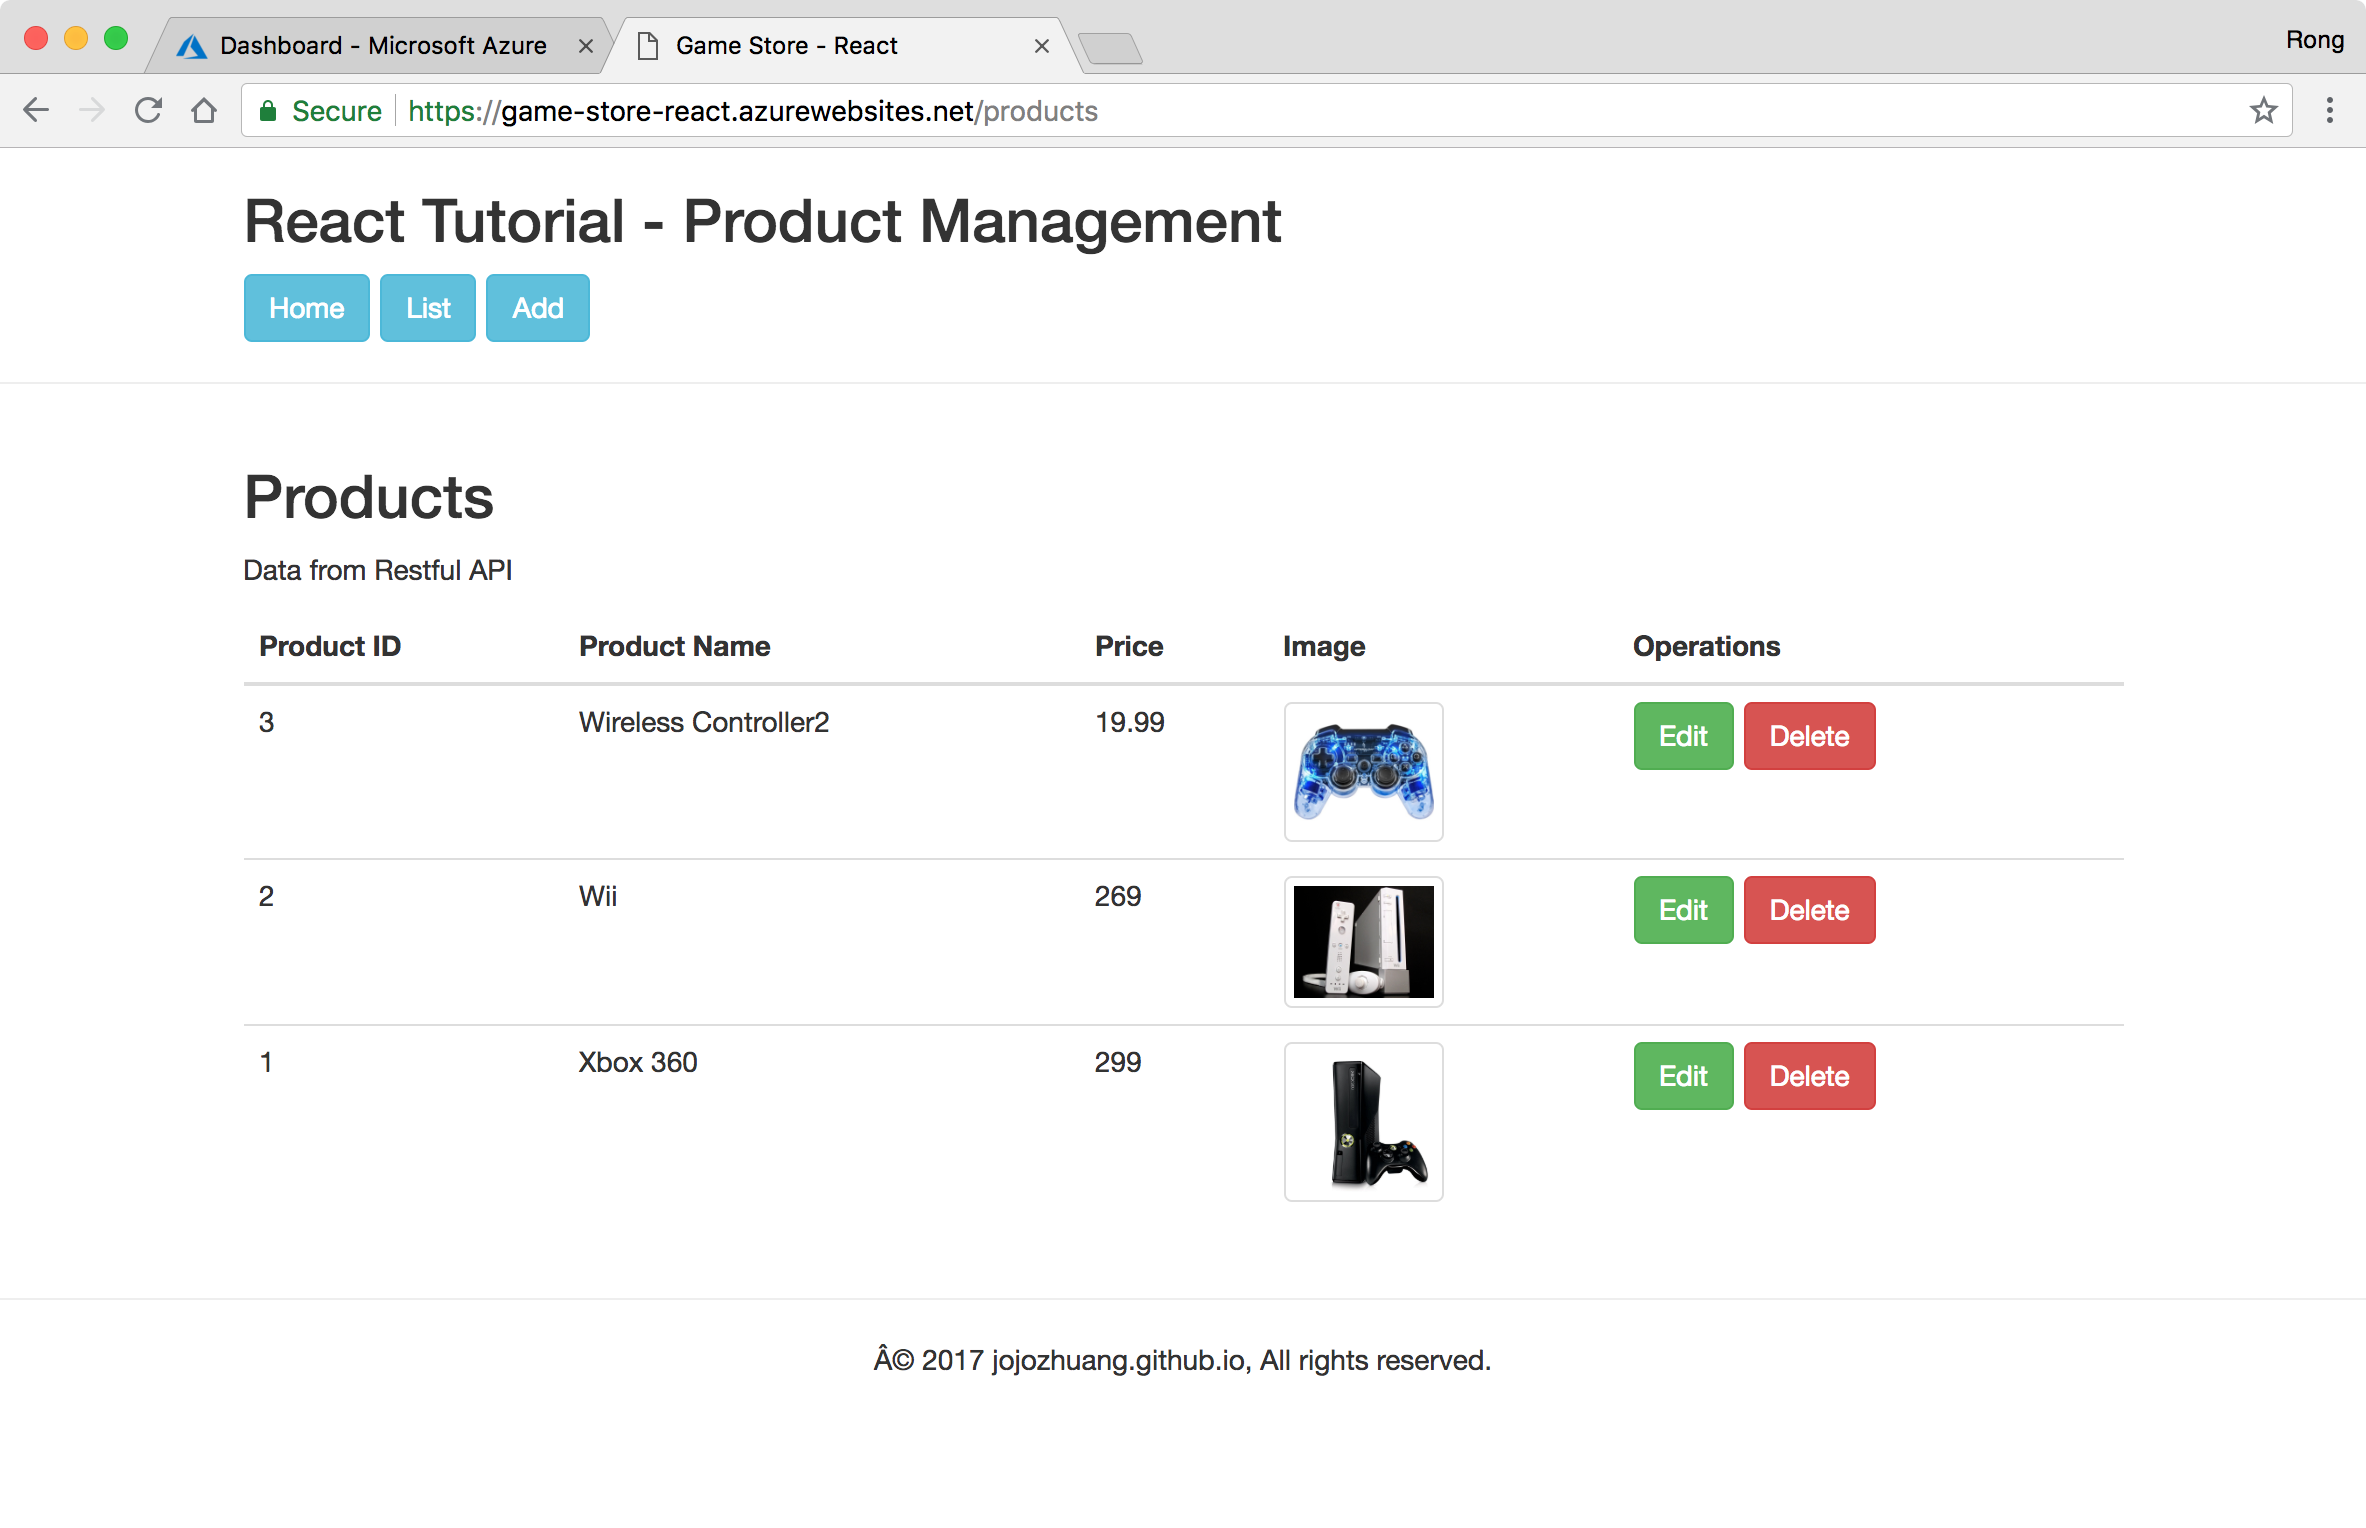 Dashboard - Microsoft Azure
Game Store - React
Rong
Secure
https://game-store-react.azurewebsites.net/products
React Tutorial - Product Management
Home List Add
Products
Data from Restful API
Product ID Product Name Price Image Operations
3 Wireless Controller2 19.99 Edit Delete
2 Wii 269 Edit Delete
1 Xbox 360 299 Edit Delete
Â© 2017 jojozhuang.github.io, All rights reserved.